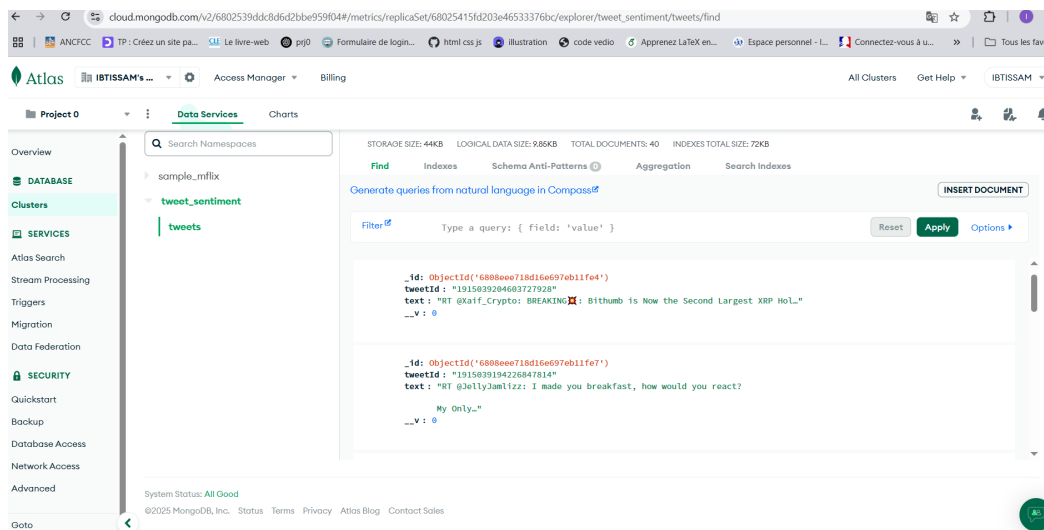 cloud.mongodb.com/v2/6802539ddc8d6d2bbe959f04#/metrics/replicaSet/68025415fd203e46533376bc/explorer/tweet_sentiment/tweets/find
ANCFCC TP : Créez un site pa... Le livre-web prj0 Formulaire de login... html css js illustration code vedio Apprenez LaTeX en... Espace personnel - I... Connectez-vous à u... » Tous les fav
Atlas IBTISSAM's ... Access Manager Billing All Clusters Get Help IBTISSAM
Project 0 Data Services Charts
Overview
DATABASE
Clusters
SERVICES
Atlas Search
Stream Processing
Triggers
Migration
Data Federation
SECURITY
Quickstart
Backup
Database Access
Network Access
Advanced
Goto
Search Namespaces
sample_mflix
tweet_sentiment
tweets
STORAGE SIZE: 44KB LOGICAL DATA SIZE: 9.85KB TOTAL DOCUMENTS: 40 INDEXES TOTAL SIZE: 72KB
Find Indexes Schema Anti-Patterns 0 Aggregation Search Indexes
Generate queries from natural language in Compass
INSERT DOCUMENT
Filter Type a query: { field: 'value' } Reset Apply Options
_id: ObjectId('6808eee718d16e697eb11fe4')
tweetId : "1915039204603727928"
text : "RT @Xaif_Crypto: BREAKING💥: Bithumb is Now the Second Largest XRP Hol…"
__v : 0
_id: ObjectId('6808eee718d16e697eb11fe7')
tweetId : "1915039194226847814"
text : "RT @JellyJamlizz: I made you breakfast, how would you react?
My Only…"
__v : 0
System Status: All Good
©2025 MongoDB, Inc. Status Terms Privacy Atlas Blog Contact Sales